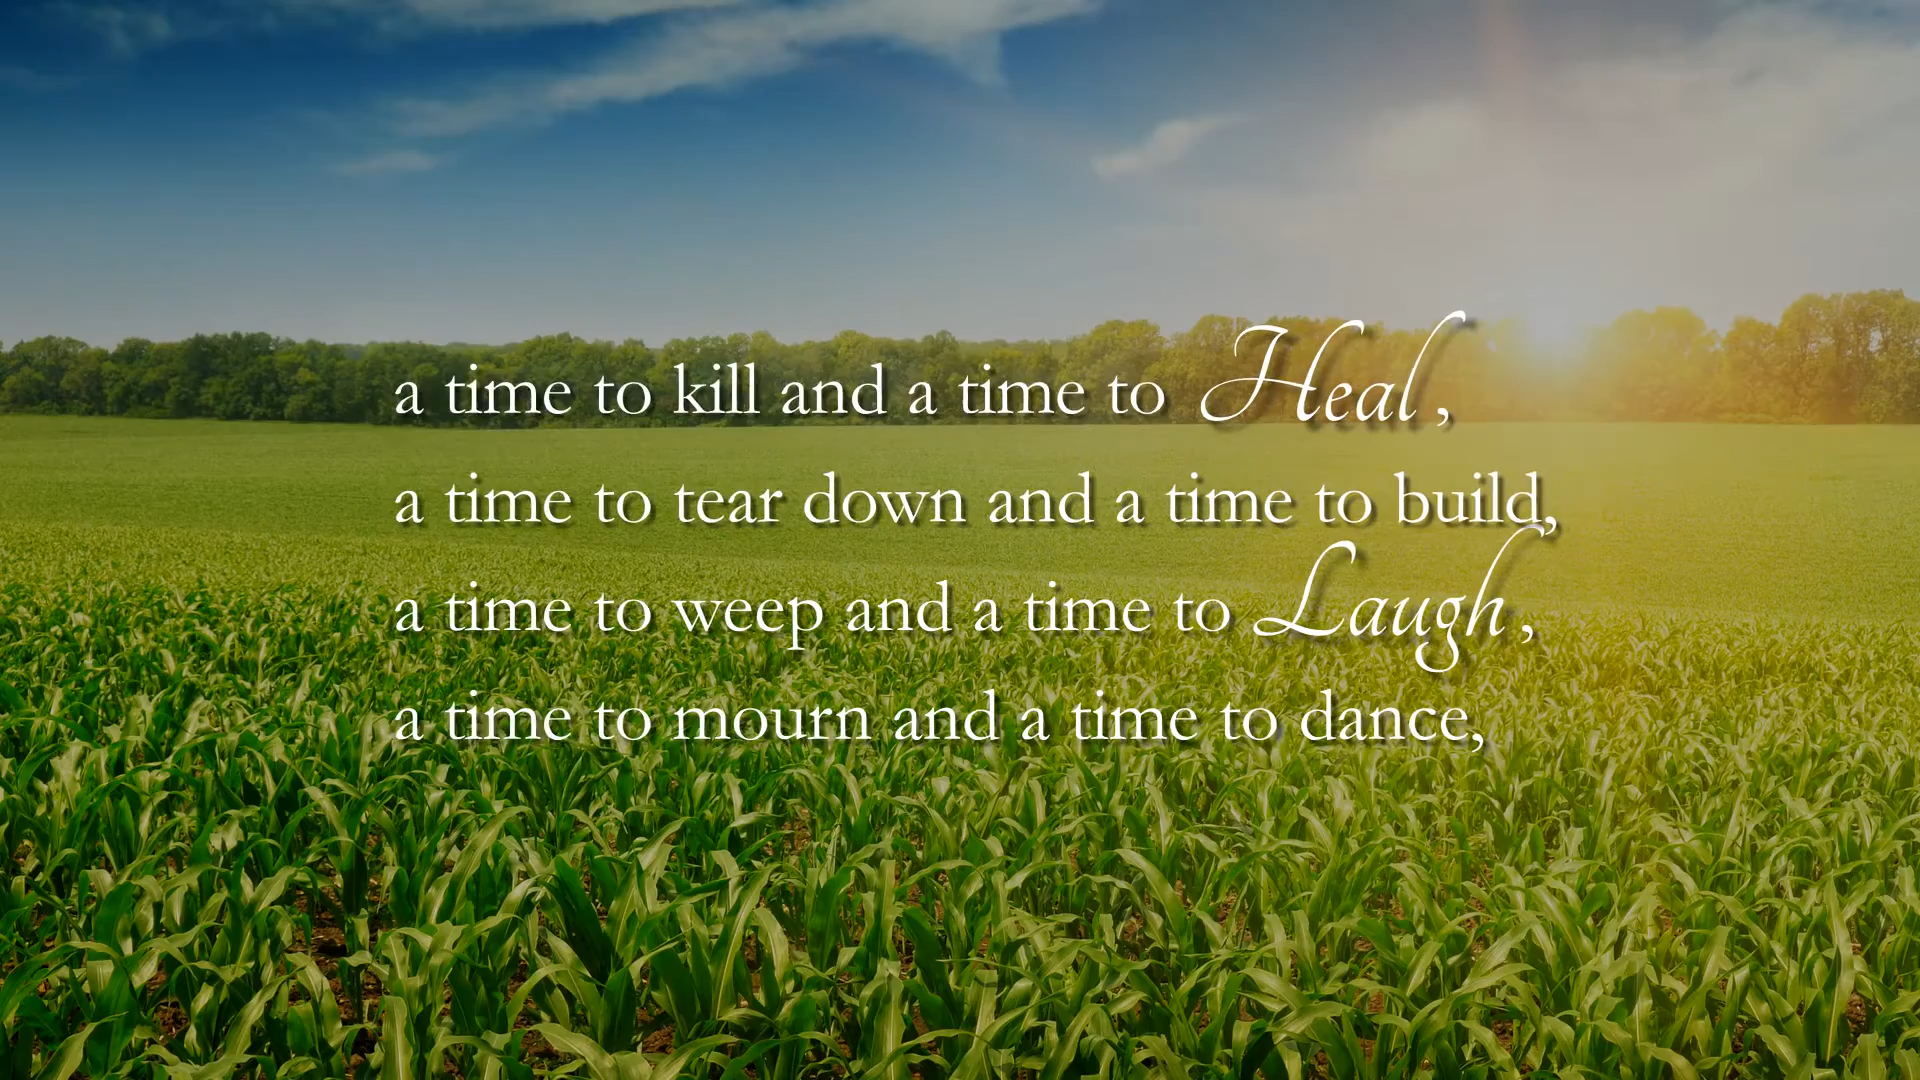 a time to kill and a time to Heal,
a time to tear down and a time to build,
a time to weep and a time to Laugh,
a time to mourn and a time to dance,